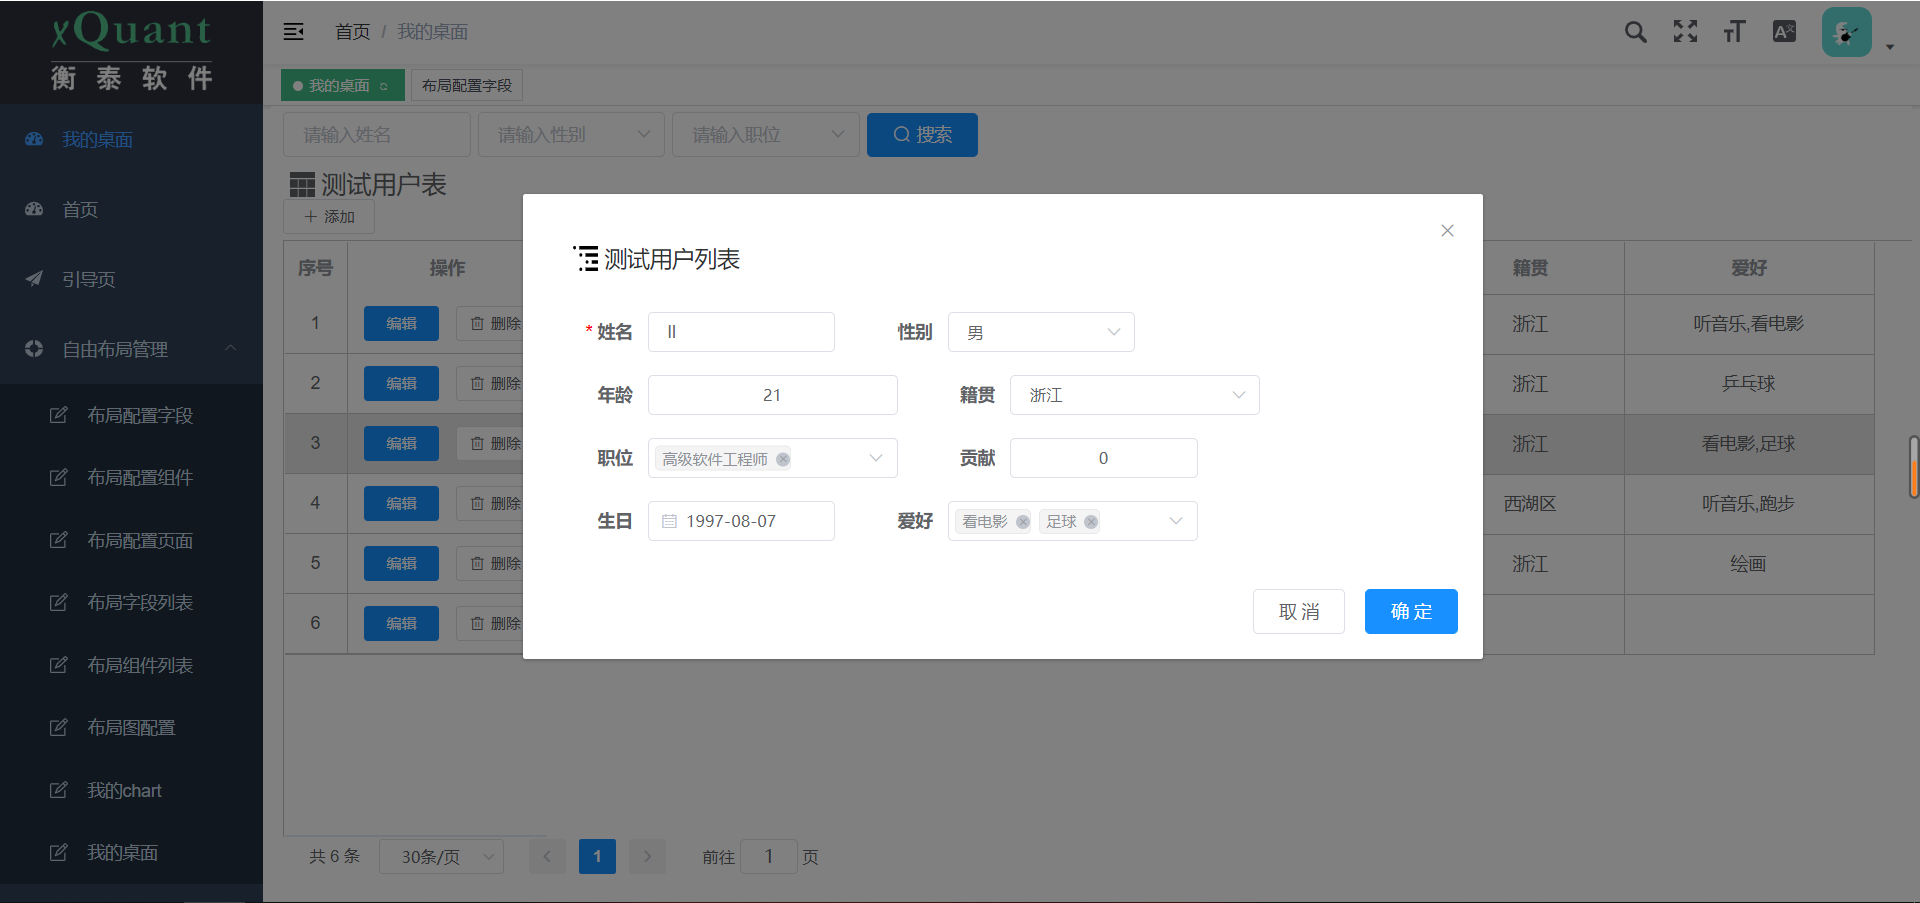 xQuant
衡泰软件
首页 / 我的桌面
我的桌面
布局配置字段
请输入姓名
请输入性别
请输入职位
搜索
测试用户表
添加
我的桌面
首页
引导页
自由布局管理
布局配置字段
布局配置组件
布局配置页面
布局字段列表
布局组件列表
布局图配置
我的chart
我的桌面
序号 操作 籍贯 爱好
1 编辑 删除 浙江 听音乐,看电影
2 编辑 删除 浙江 乒乓球
3 编辑 删除 浙江 看电影,足球
4 编辑 删除 西湖区 听音乐,跑步
5 编辑 删除 浙江 绘画
6 编辑 删除
测试用户列表
* 姓名 ll 性别 男
年龄 21 籍贯 浙江
职位 高级软件工程师 贡献 0
生日 1997-08-07 爱好 看电影 足球
取消 确定
共 6 条 30条/页 1 前往 1 页